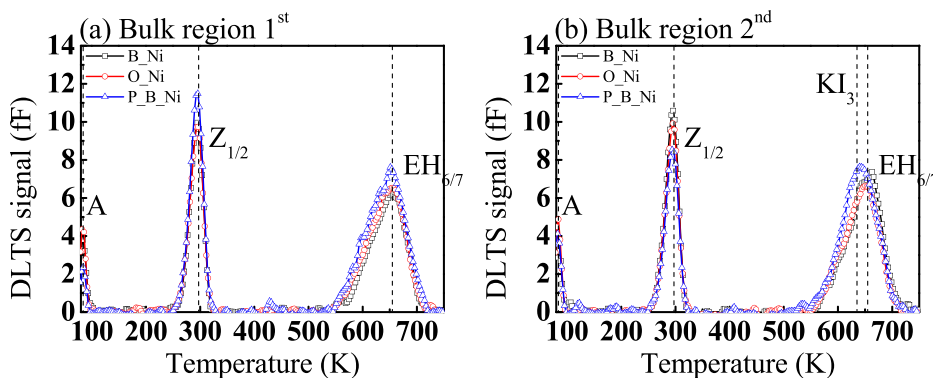 (a) Bulk region 1st
14
12
10
8
6
4
2
0
DLTS signal (fF)
B_Ni
O_Ni
P_B_Ni
A
Z1/2
EH6/7
100 200 300 400 500 600 700
Temperature (K)
(b) Bulk region 2nd
14
12
10
8
6
4
2
0
DLTS signal (fF)
B_Ni
O_Ni
P_B_Ni
KI3
A
Z1/2
EH6/7
100 200 300 400 500 600 700
Temperature (K)